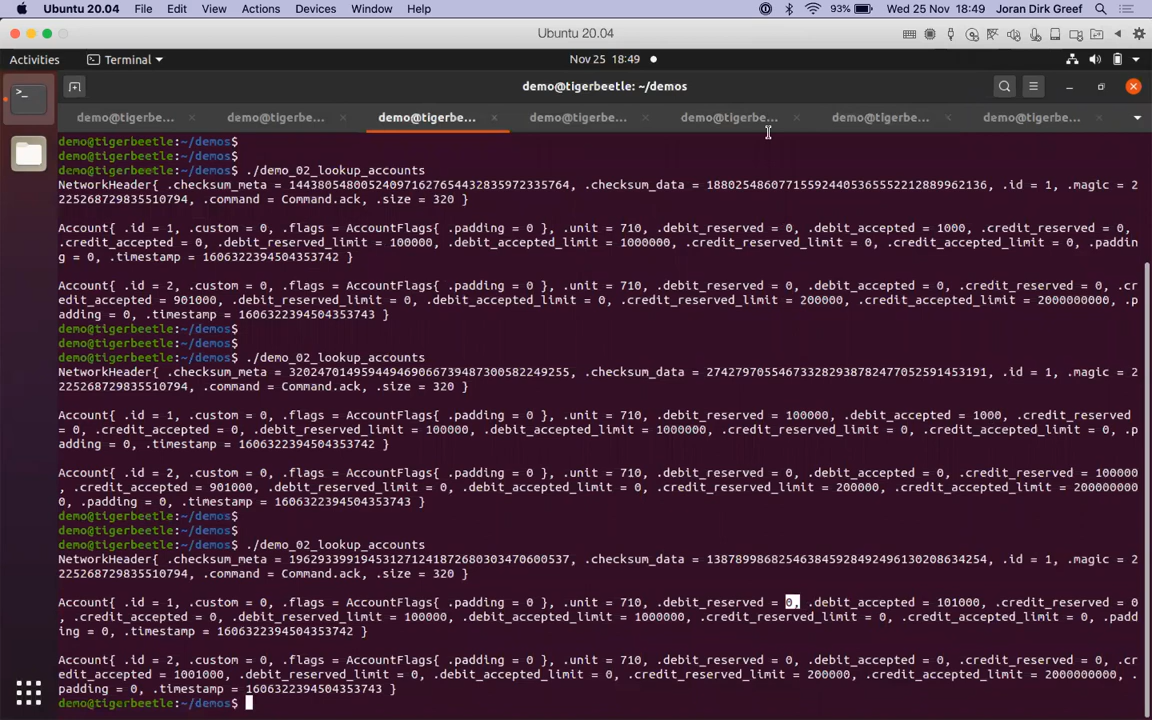 Ubuntu 20.04 File Edit View Actions Devices Window Help 93% Wed 25 Nov 18:49 Joran Dirk Greef
Ubuntu 20.04
Activities Terminal Nov 25 18:49
demo@tigerbeetle: ~/demos
demo@tigerbe... demo@tigerbe... demo@tigerbe... demo@tigerbe... demo@tigerbe... demo@tigerbe... demo@tigerbe...
demo@tigerbeetle:~/demos$
demo@tigerbeetle:~/demos$
demo@tigerbeetle:~/demos$ ./demo_02_lookup_accounts
NetworkHeader{ .checksum_meta = 144380548005240971627654432835972335764, .checksum_data = 188025486077155924405365552212889962136, .id = 1, .magic = 2
225268729835510794, .command = Command.ack, .size = 320 }
Account{ .id = 1, .custom = 0, .flags = AccountFlags{ .padding = 0 }, .unit = 710, .debit_reserved = 0, .debit_accepted = 1000, .credit_reserved = 0,
.credit_accepted = 0, .debit_reserved_limit = 100000, .debit_accepted_limit = 1000000, .credit_reserved_limit = 0, .credit_accepted_limit = 0, .paddin
g = 0, .timestamp = 1606322394504353742 }
Account{ .id = 2, .custom = 0, .flags = AccountFlags{ .padding = 0 }, .unit = 710, .debit_reserved = 0, .debit_accepted = 0, .credit_reserved = 0, .cr
edit_accepted = 901000, .debit_reserved_limit = 0, .debit_accepted_limit = 0, .credit_reserved_limit = 200000, .credit_accepted_limit = 2000000000, .p
adding = 0, .timestamp = 1606322394504353743 }
demo@tigerbeetle:~/demos$
demo@tigerbeetle:~/demos$
demo@tigerbeetle:~/demos$ ./demo_02_lookup_accounts
NetworkHeader{ .checksum_meta = 320247014959449469066739487300582249255, .checksum_data = 274279705546733282938782477052591453191, .id = 1, .magic = 2
225268729835510794, .command = Command.ack, .size = 320 }
Account{ .id = 1, .custom = 0, .flags = AccountFlags{ .padding = 0 }, .unit = 710, .debit_reserved = 100000, .debit_accepted = 1000, .credit_reserved
= 0, .credit_accepted = 0, .debit_reserved_limit = 100000, .debit_accepted_limit = 1000000, .credit_reserved_limit = 0, .credit_accepted_limit = 0, .p
adding = 0, .timestamp = 1606322394504353742 }
Account{ .id = 2, .custom = 0, .flags = AccountFlags{ .padding = 0 }, .unit = 710, .debit_reserved = 0, .debit_accepted = 0, .credit_reserved = 100000
, .credit_accepted = 901000, .debit_reserved_limit = 0, .debit_accepted_limit = 0, .credit_reserved_limit = 200000, .credit_accepted_limit = 200000000
0, .padding = 0, .timestamp = 1606322394504353743 }
demo@tigerbeetle:~/demos$
demo@tigerbeetle:~/demos$
demo@tigerbeetle:~/demos$ ./demo_02_lookup_accounts
NetworkHeader{ .checksum_meta = 196293399194531271241872680303470600537, .checksum_data = 138789986825463845928492496130208634254, .id = 1, .magic = 2
225268729835510794, .command = Command.ack, .size = 320 }
Account{ .id = 1, .custom = 0, .flags = AccountFlags{ .padding = 0 }, .unit = 710, .debit_reserved = 0, .debit_accepted = 101000, .credit_reserved = 0
, .credit_accepted = 0, .debit_reserved_limit = 100000, .debit_accepted_limit = 1000000, .credit_reserved_limit = 0, .credit_accepted_limit = 0, .padd
ing = 0, .timestamp = 1606322394504353742 }
Account{ .id = 2, .custom = 0, .flags = AccountFlags{ .padding = 0 }, .unit = 710, .debit_reserved = 0, .debit_accepted = 0, .credit_reserved = 0, .cr
edit_accepted = 1001000, .debit_reserved_limit = 0, .debit_accepted_limit = 0, .credit_reserved_limit = 200000, .credit_accepted_limit = 2000000000, .
padding = 0, .timestamp = 1606322394504353743 }
demo@tigerbeetle:~/demos$